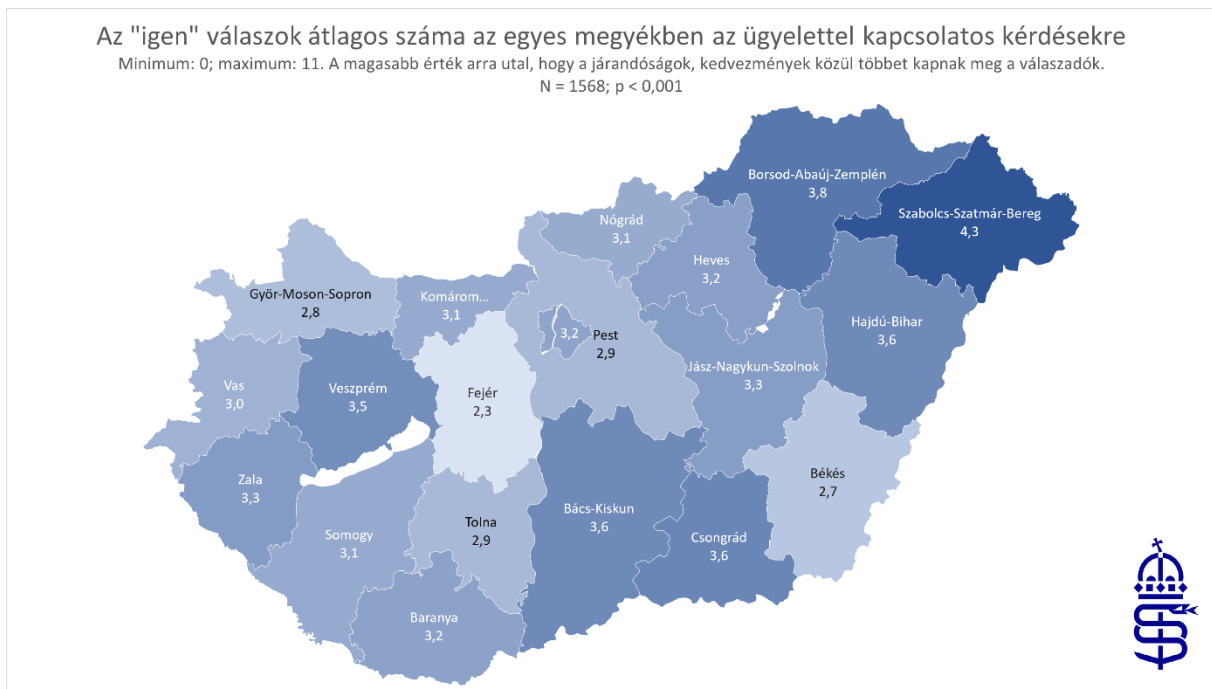 Az "igen" válaszok átlagos száma az egyes megyékben az ügyelettel kapcsolatos kérdésekre
Minimum: 0; maximum: 11. A magasabb érték arra utal, hogy a járandóságok, kedvezmények közül többet kapnak meg a válaszadók.
N = 1568; p < 0,001
Borsod-Abaúj-Zemplén
3,8
Szabolcs-Szatmár-Bereg
4,3
Nógrád
3,1
Heves
3,2
Győr-Moson-Sopron
2,8
Komárom...
3,1
3,2
Pest
2,9
Hajdú-Bihar
3,6
Jász-Nagykun-Szolnok
3,3
Vas
3,0
Veszprém
3,5
Fejér
2,3
Békés
2,7
Zala
3,3
Somogy
3,1
Tolna
2,9
Bács-Kiskun
3,6
Csongrád
3,6
Baranya
3,2